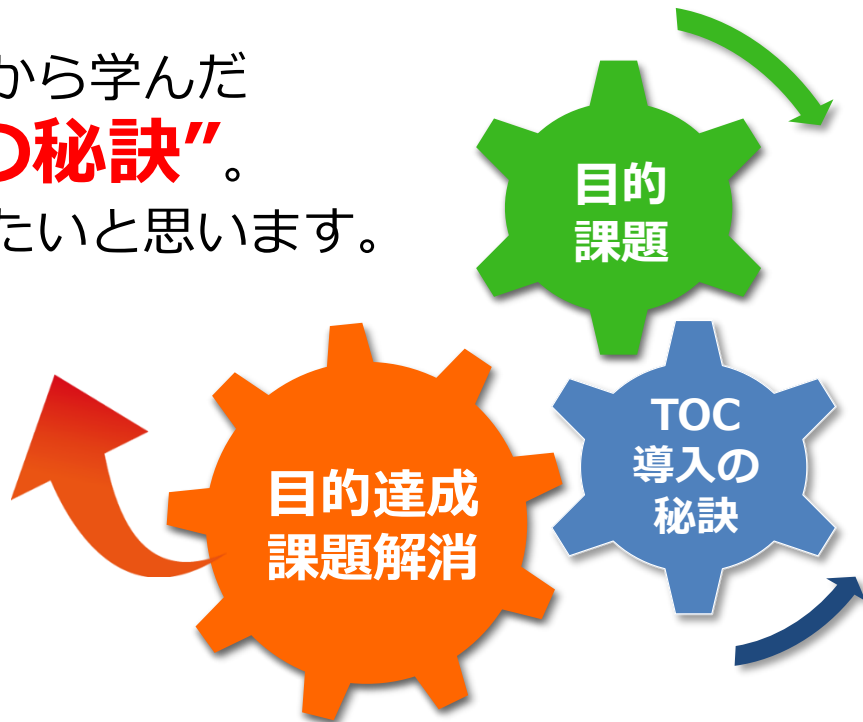 から学んだ
の秘訣”。
たいと思います。
目的
課題
TOC
導入の
秘訣
目的達成
課題解消